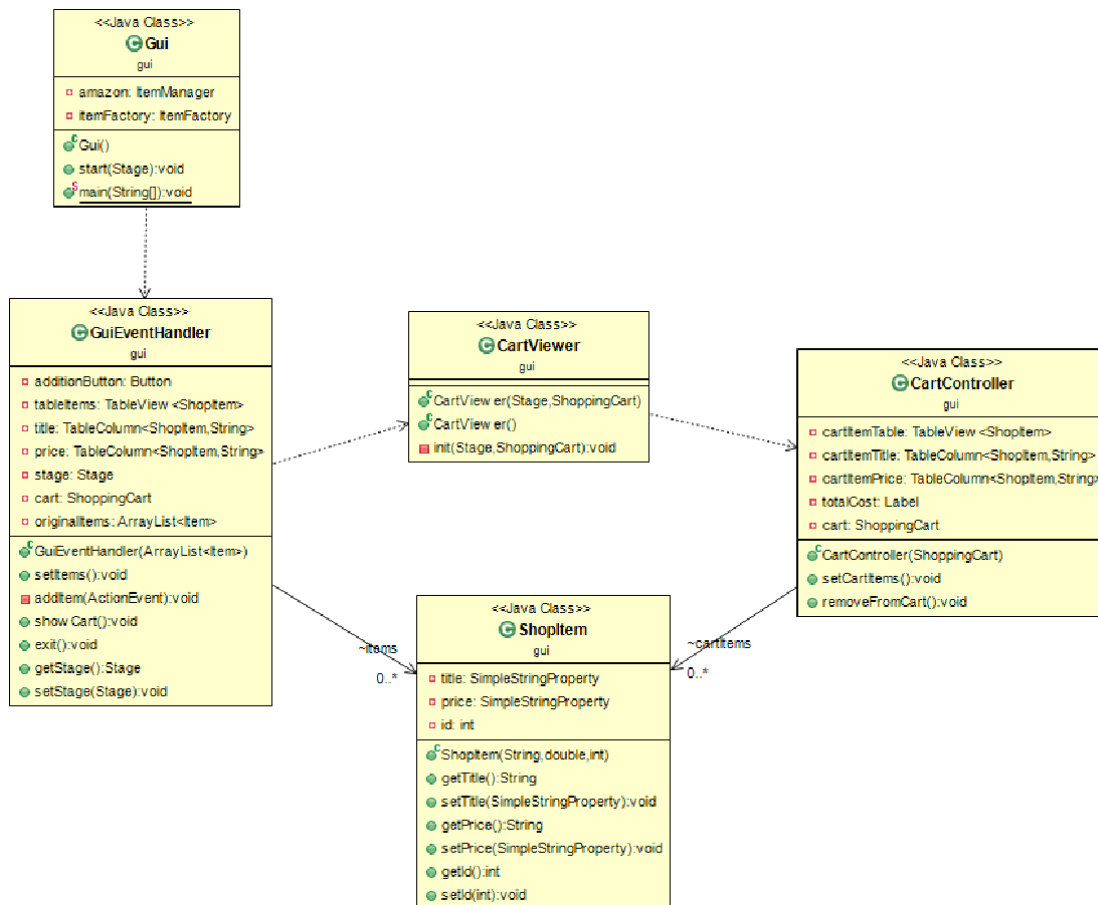 <<Java Class>>
Gui
gui
amazon: ItemManager
itemFactory: ItemFactory
Gui()
start(Stage):void
main(String[]):void
<<Java Class>>
GuiEventHandler
gui
additionButton: Button
tableItems: TableView<ShopItem>
title: TableColumn<ShopItem,String>
price: TableColumn<ShopItem,String>
stage: Stage
cart: ShoppingCart
originalItems: ArrayList<Item>
GuiEventHandler(ArrayList<Item>)
setItems():void
addItem(ActionEvent):void
showCart():void
exit():void
getStage():Stage
setStage(Stage):void
<<Java Class>>
CartViewer
gui
CartViewer(Stage,ShoppingCart)
CartViewer()
init(Stage,ShoppingCart):void
<<Java Class>>
CartController
gui
cartItemTable: TableView<ShopItem>
cartItemTitle: TableColumn<ShopItem,String>
cartItemPrice: TableColumn<ShopItem,String>
totalCost: Label
cart: ShoppingCart
CartController(ShoppingCart)
setCartItems():void
removeFromCart():void
~items
0..*
~cartItems
0..*
<<Java Class>>
ShopItem
gui
title: SimpleStringProperty
price: SimpleStringProperty
id: int
ShopItem(String,double,int)
getTitle():String
setTitle(SimpleStringProperty):void
getPrice():String
setPrice(SimpleStringProperty):void
getId():int
setId(int):void